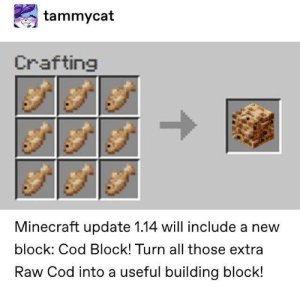 tammycat
Crafting
Minecraft update 1.14 will include a new
block: Cod Block! Turn all those extra
Raw Cod into a useful building block!